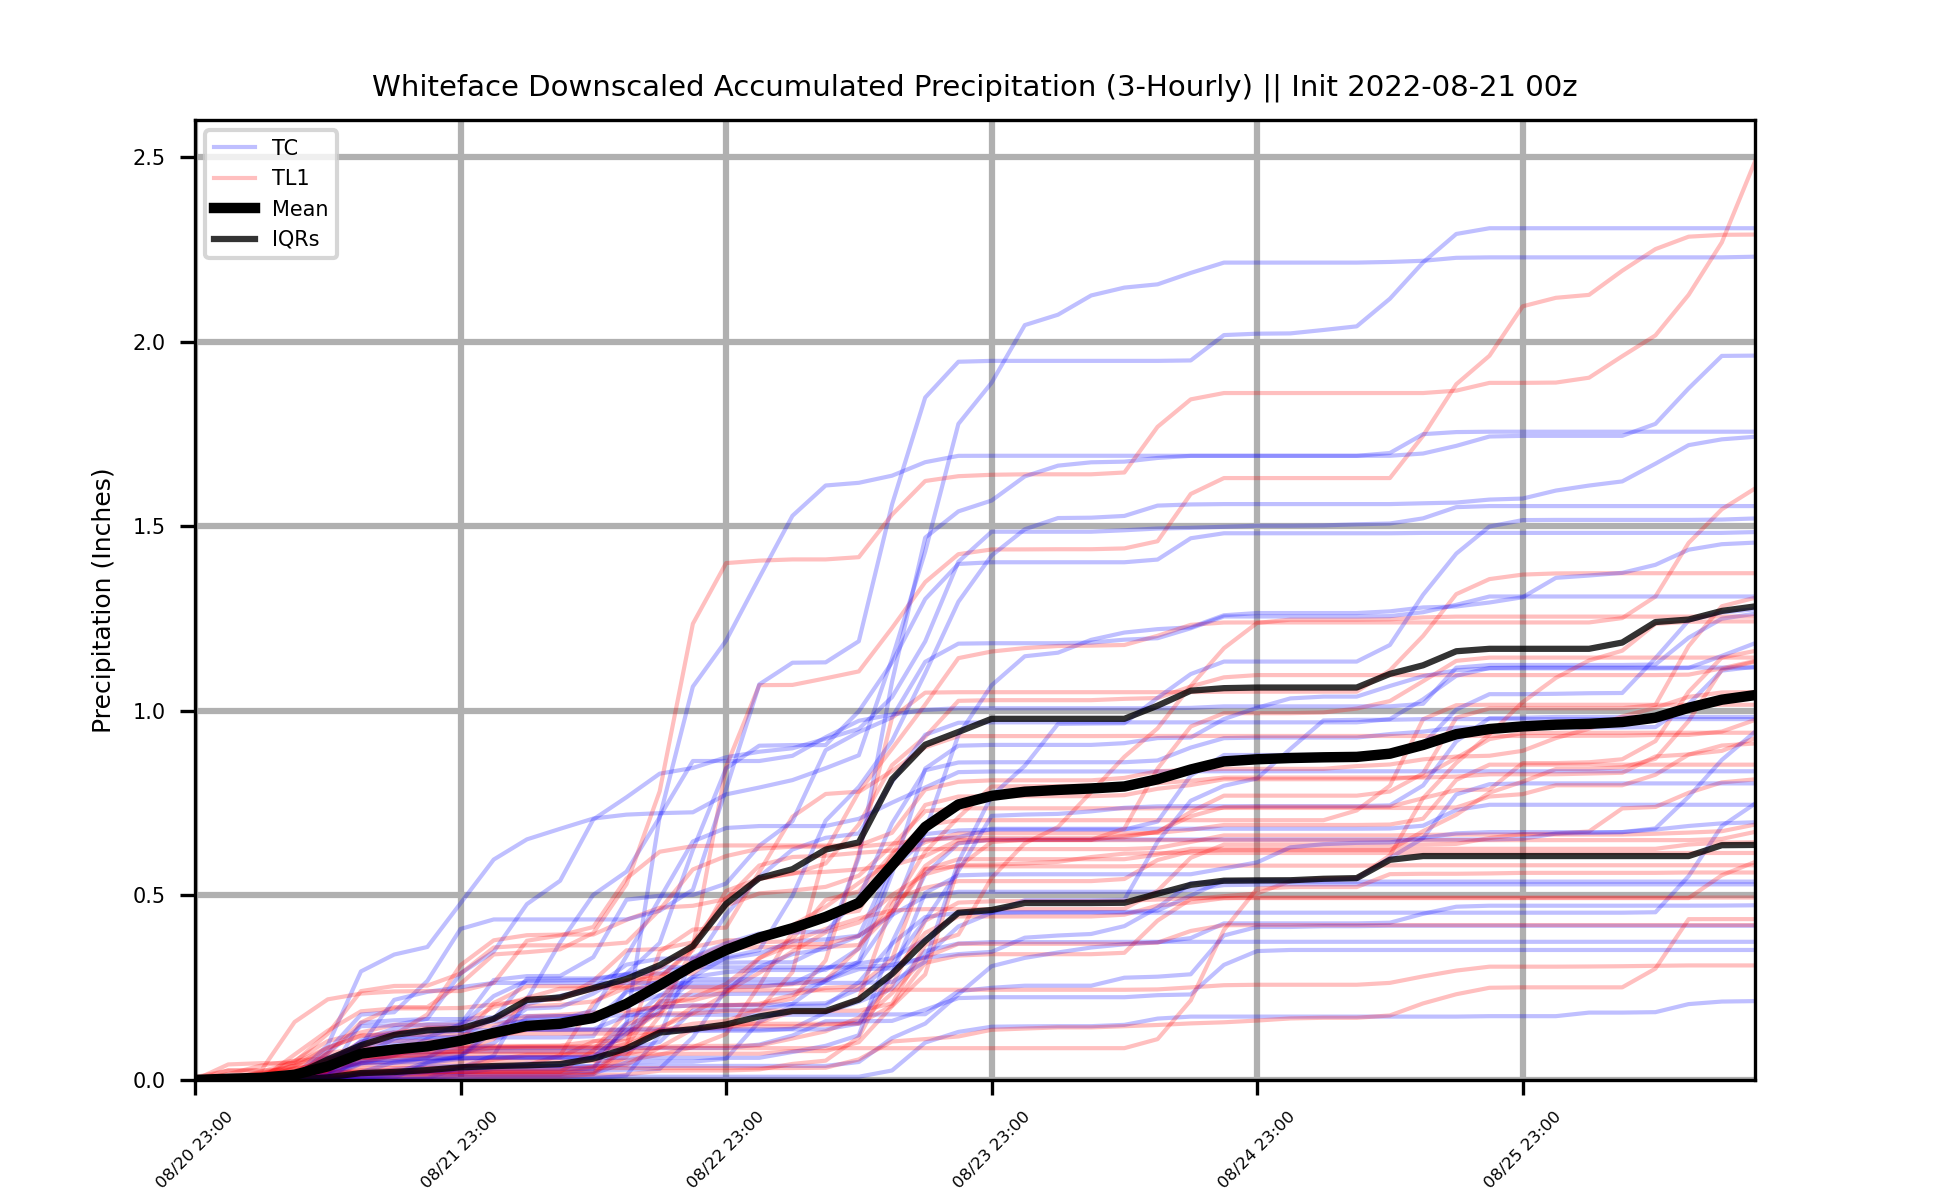 Whiteface Downscaled Accumulated Precipitation (3-Hourly) || Init 2022-08-21 00z
TC
TL1
Mean
IQRs
Precipitation (Inches)
2.5
2.0
1.5
1.0
0.5
0.0
08/20 23:00
08/21 23:00
08/22 23:00
08/23 23:00
08/24 23:00
08/25 23:00